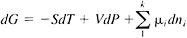 dG = −SdT + VdP + ∑_{i=1}^{k} μ_i dn_i